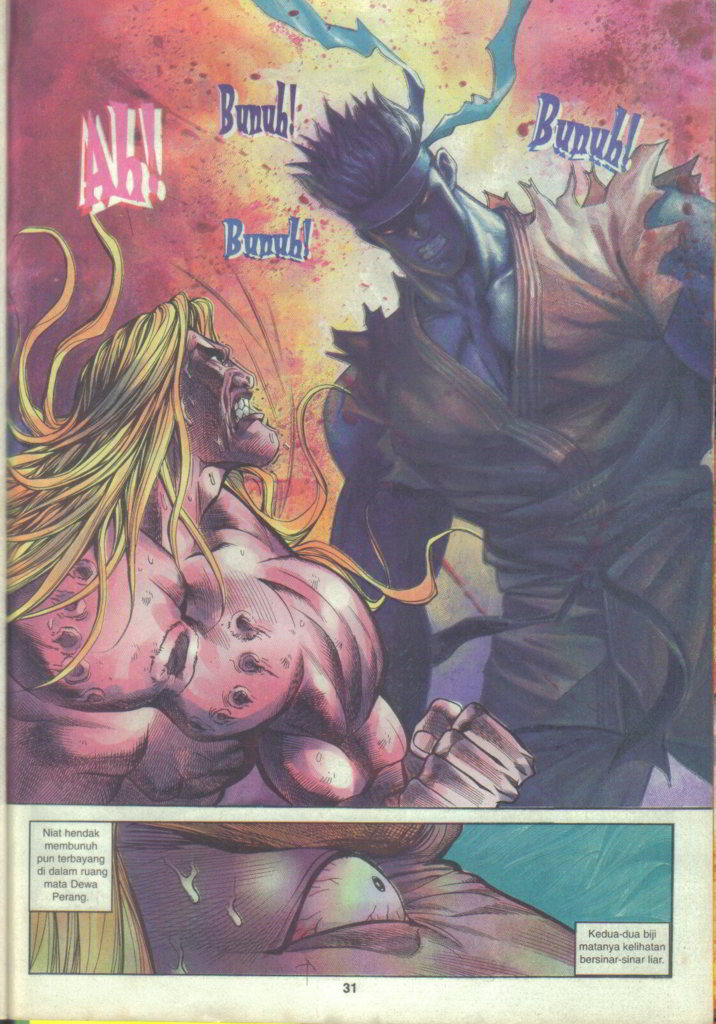 Bunuh!
Ah!
Bunuh!
Bunuh!
Niat hendak
membunuh
pun terbayang
di dalam ruang
mata Dewa
Perang.
Kedua-dua biji
matanya kelihatan
bersinar-sinar liar.
31